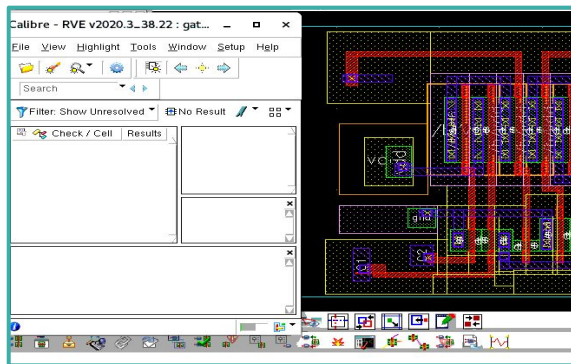 Calibre - RVE v2020.3_38.22 : gat...
File View Highlight Tools Window Setup Help
Search
Filter: Show Unresolved No Result
Check / Cell Results
vdd
gnd